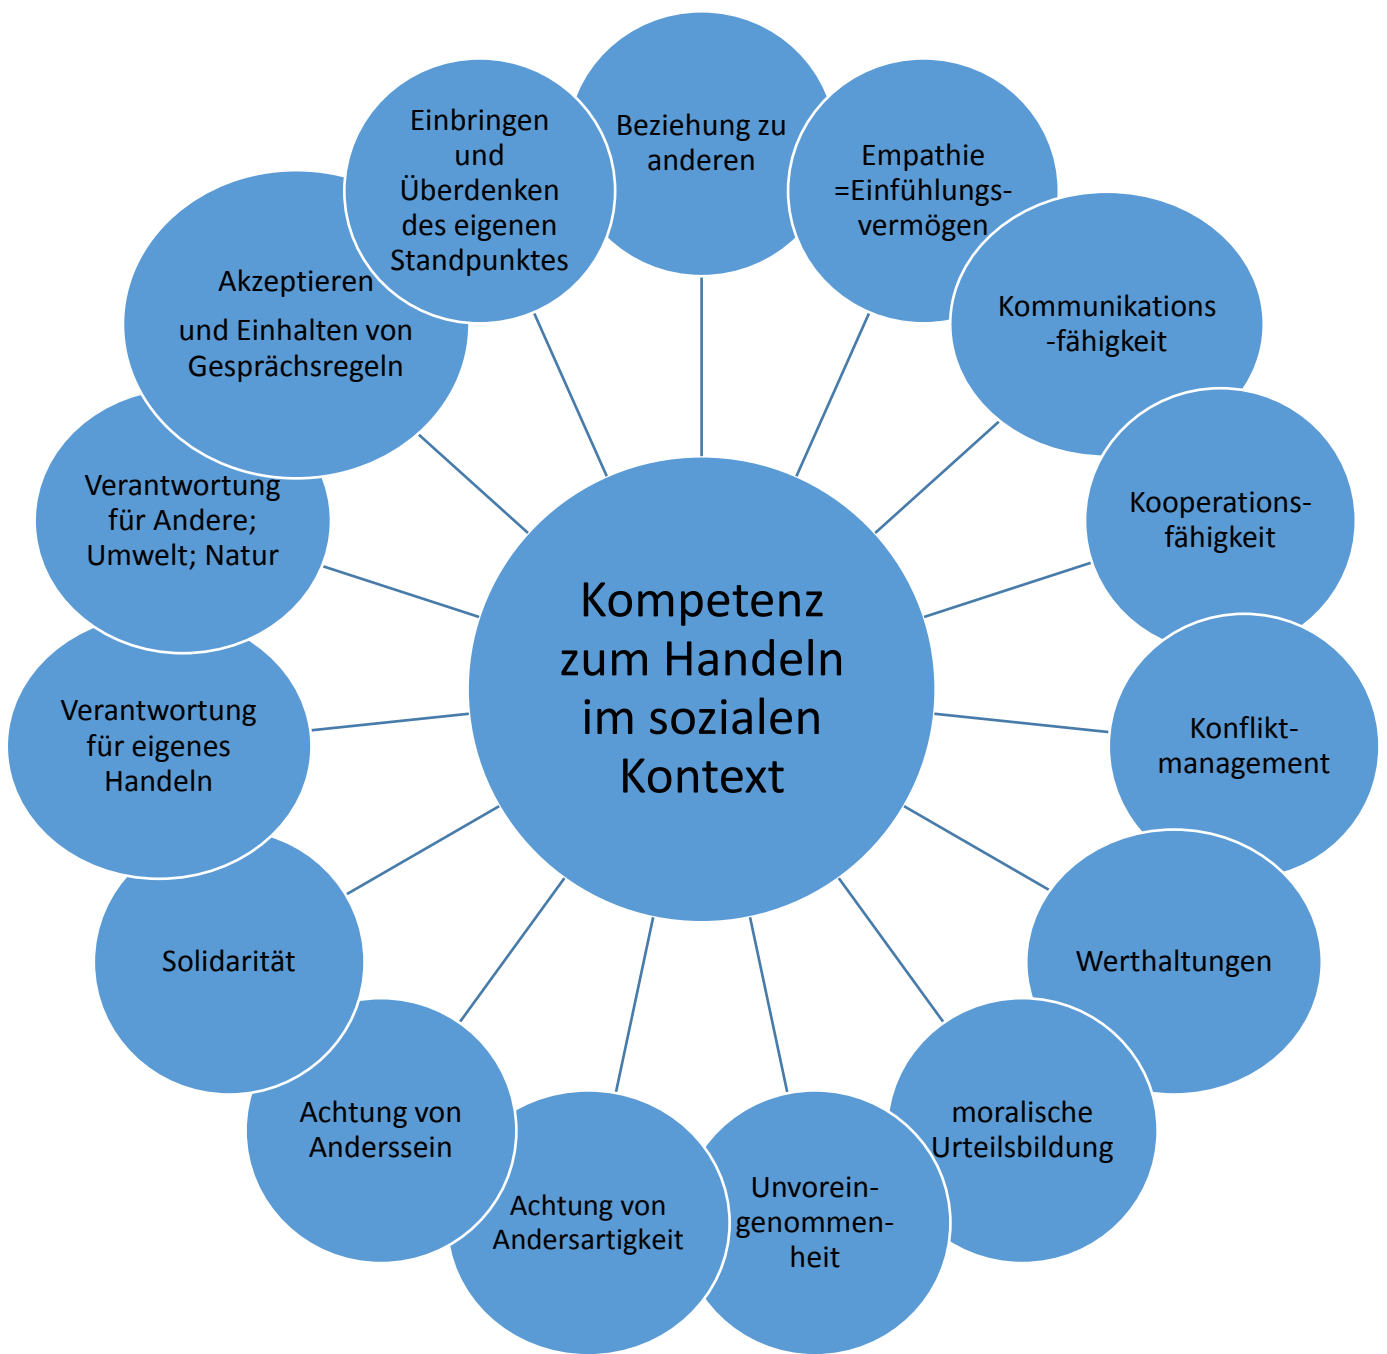 Beziehung zu
anderen
Empathie
=Einfühlungs-
vermögen
Kommunikations
-fähigkeit
Kooperations-
fähigkeit
Konflikt-
management
Werthaltungen
moralische
Urteilsbildung
Unvorein-
genommen-
heit
Achtung von
Andersartigkeit
Achtung von
Anderssein
Solidarität
Verantwortung
für eigenes
Handeln
Verantwortung
für Andere;
Umwelt; Natur
Akzeptieren
und Einhalten von
Gesprächsregeln
Einbringen
und
Überdenken
des eigenen
Standpunktes
Kompetenz
zum Handeln
im sozialen
Kontext